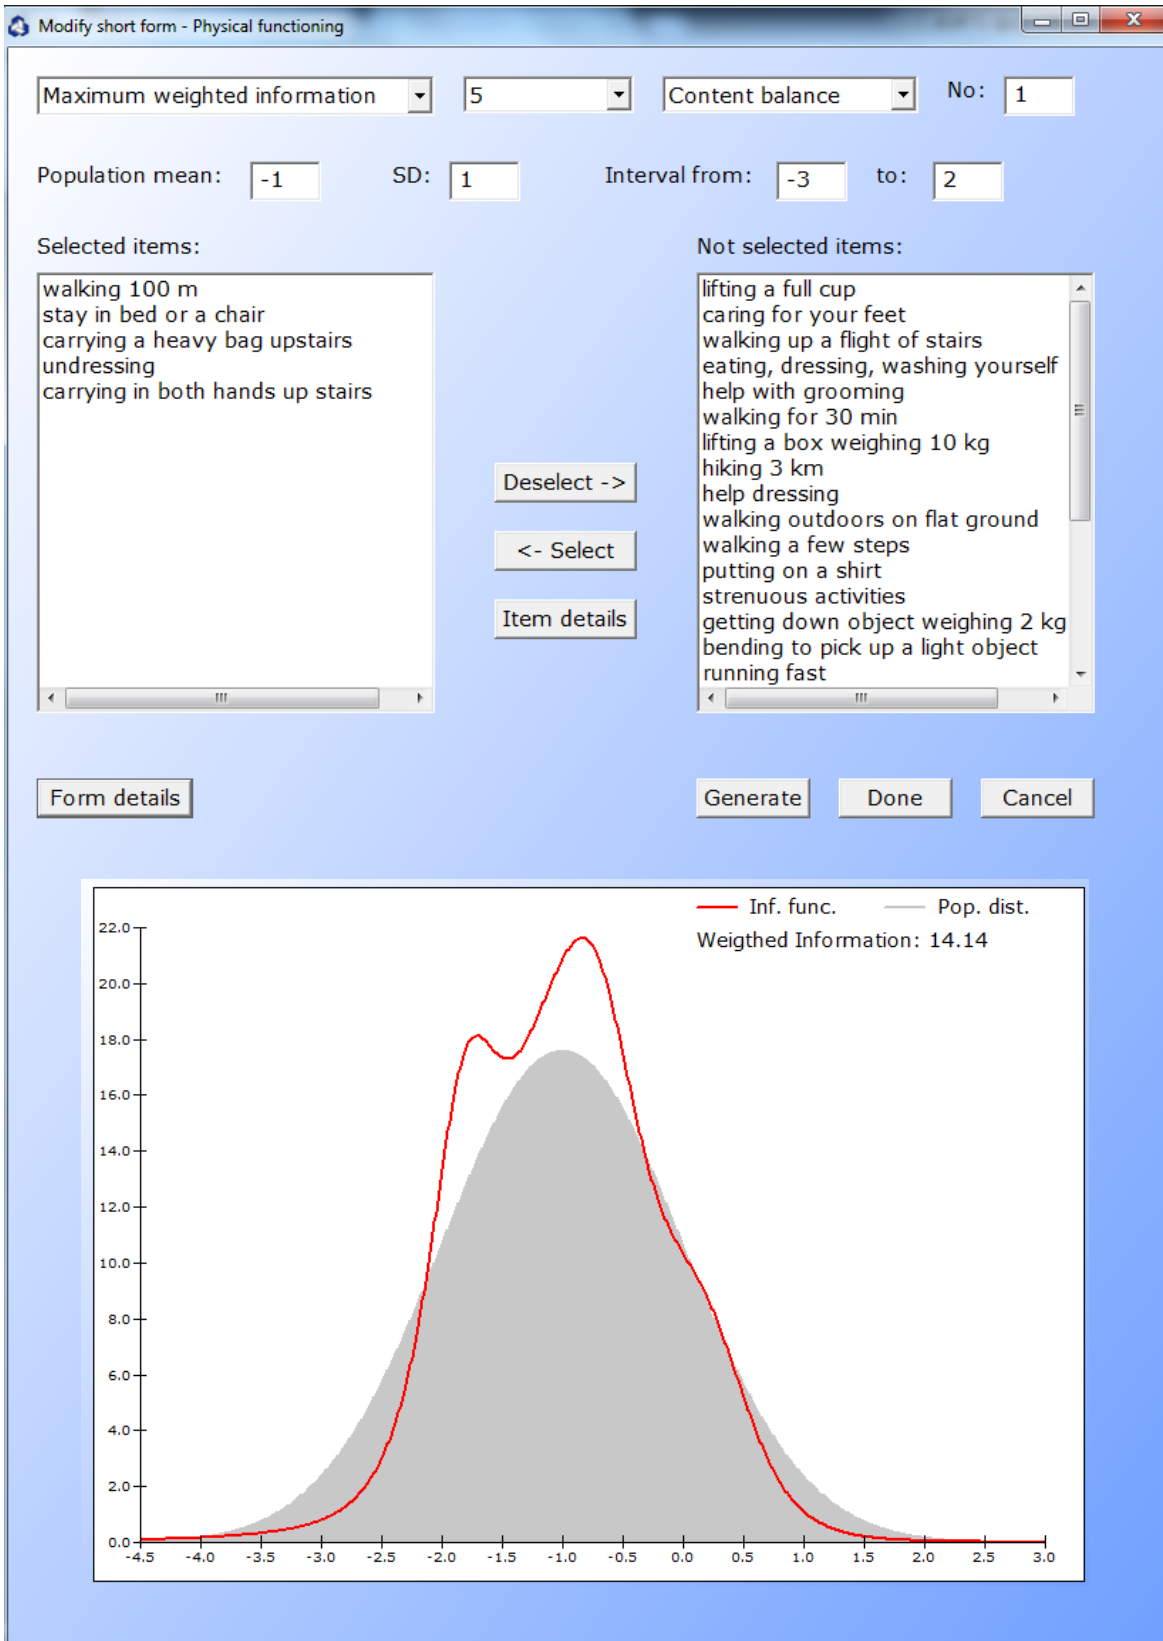 Modify short form - Physical functioning
Maximum weighted information 5 Content balance No: 1
Population mean: -1 SD: 1 Interval from: -3 to: 2
Selected items:
walking 100 m
stay in bed or a chair
carrying a heavy bag upstairs
undressing
carrying in both hands up stairs
Deselect ->
<- Select
Item details
Not selected items:
lifting a full cup
caring for your feet
walking up a flight of stairs
eating, dressing, washing yourself
help with grooming
walking for 30 min
lifting a box weighing 10 kg
hiking 3 km
help dressing
walking outdoors on flat ground
walking a few steps
putting on a shirt
strenuous activities
getting down object weighing 2 kg
bending to pick up a light object
running fast
Form details Generate Done Cancel
Inf. func. Pop. dist.
Weigthed Information: 14.14
22.0
20.0
18.0
16.0
14.0
12.0
10.0
8.0
6.0
4.0
2.0
0.0
-4.5 -4.0 -3.5 -3.0 -2.5 -2.0 -1.5 -1.0 -0.5 0.0 0.5 1.0 1.5 2.0 2.5 3.0